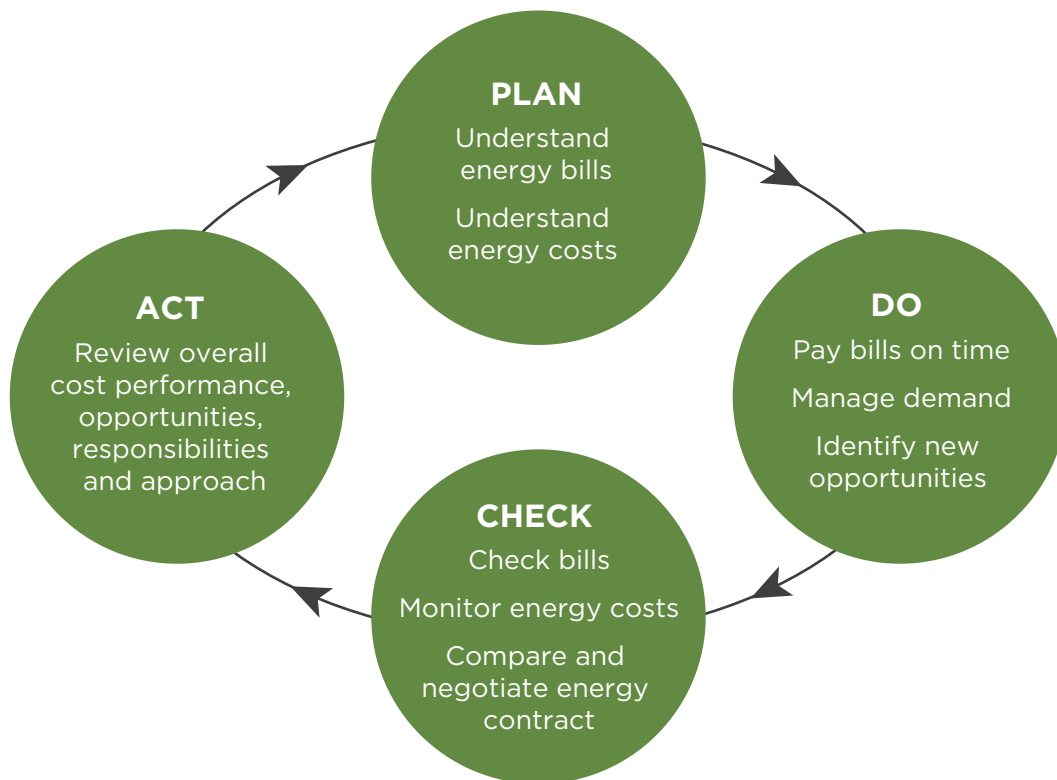 PLAN
Understand
energy bills
Understand
energy costs
DO
Pay bills on time
Manage demand
Identify new
opportunities
CHECK
Check bills
Monitor energy costs
Compare and
negotiate energy
contract
ACT
Review overall
cost performance,
opportunities,
responsibilities
and approach